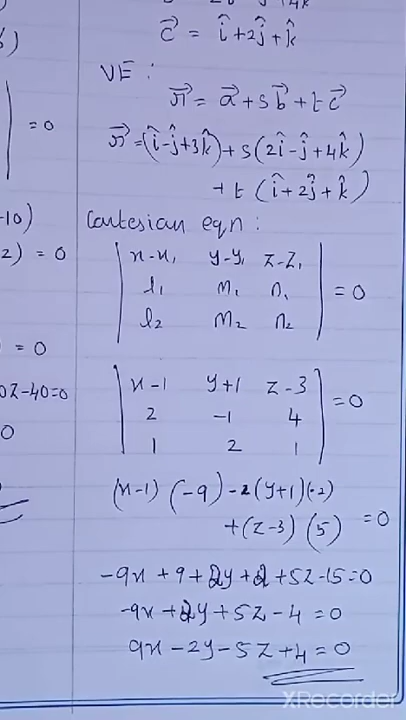 c⃗ = î+2ĵ+k̂
VE :
r⃗ = a⃗ + s b⃗ + t c⃗
r⃗ = (î-ĵ+3k̂) + s(2î-ĵ+4k̂)
+ t (î+2ĵ+k̂)
Cartesian eqn :
| x-x₁ y-y₁ z-z₁ |
| l₁ m₁ n₁ | = 0
| l₂ m₂ n₂ |
| x-1 y+1 z-3 |
| 2 -1 4 | = 0
| 1 2 1 |
(x-1) (-9) - (y+1)(-2)
+ (z-3) (5) = 0
-9x + 9 + 2y + 2 + 5z - 15 = 0
-9x + 2y + 5z - 4 = 0
9x - 2y - 5z + 4 = 0
= 0
-10)
2) = 0
= 0
0z-40=0
0
XRecorder